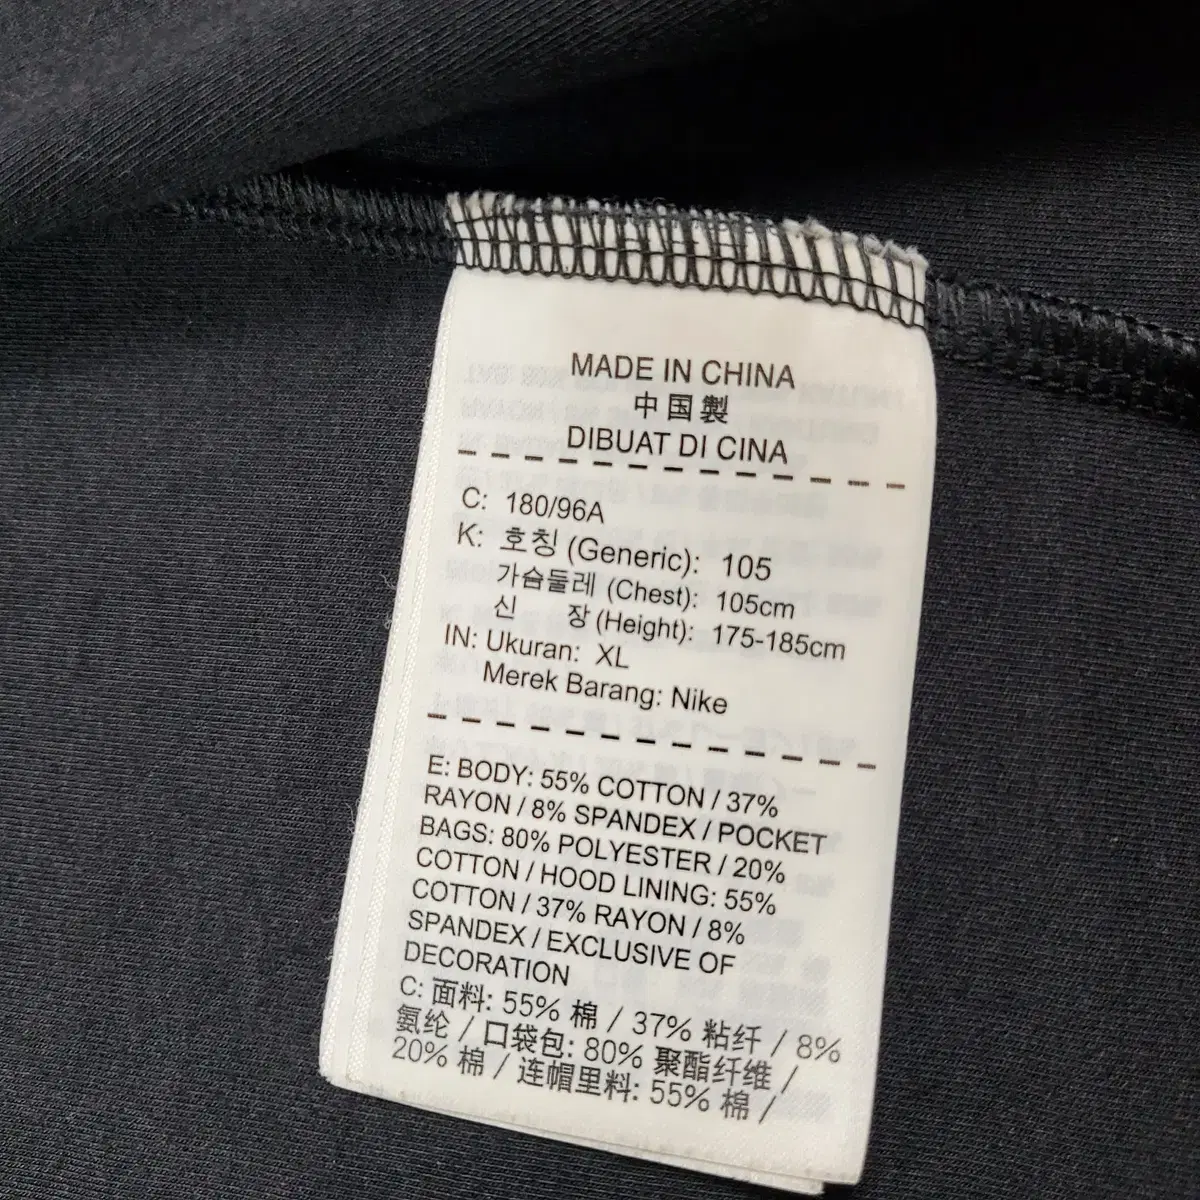 MADE IN CHINA
中国製
DIBUAT DI CINA
C: 180/96A
K: 호칭 (Generic): 105
가슴둘레 (Chest): 105cm
신 장 (Height): 175-185cm
IN: Ukuran: XL
Merek Barang: Nike
E: BODY: 55% COTTON / 37%
RAYON / 8% SPANDEX / POCKET
BAGS: 80% POLYESTER / 20%
COTTON / HOOD LINING: 55%
COTTON / 37% RAYON / 8%
SPANDEX / EXCLUSIVE OF
DECORATION
C: 面料: 55% 棉 / 37% 粘纤 / 8%
氨纶 / 口袋包: 80% 聚酯纤维 /
20% 棉 / 连帽里料: 55% 棉 /